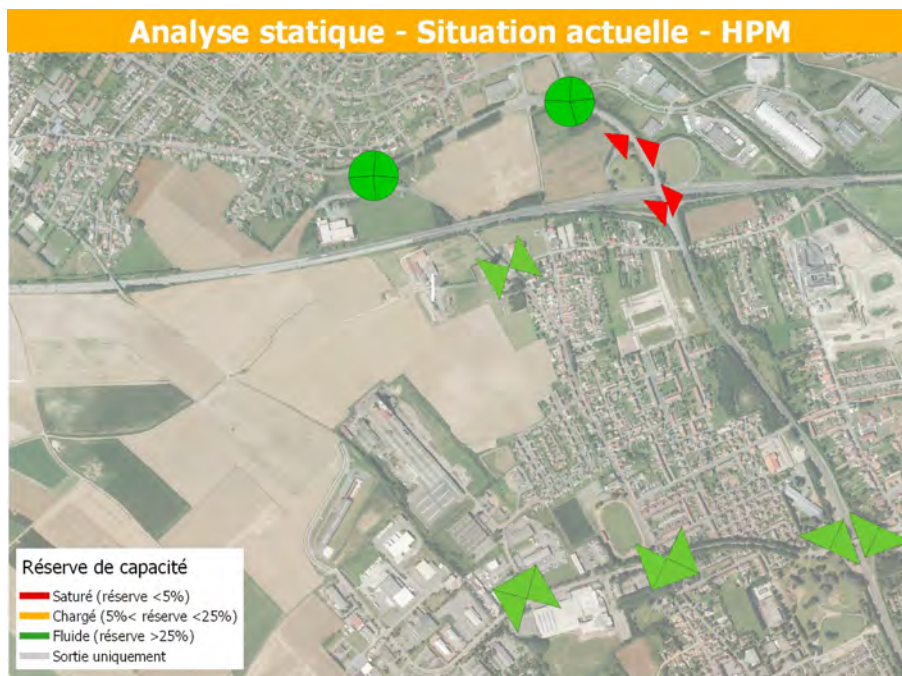 Analyse statique - Situation actuelle - HPM
Réserve de capacité
Saturé (réserve <5%)
Chargé (5%< réserve <25%)
Fluide (réserve >25%)
Sortie uniquement